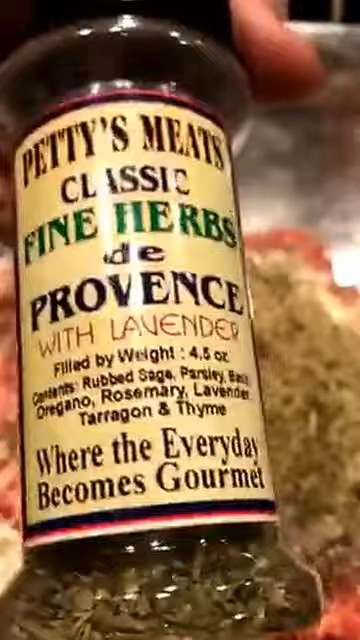 PETTY'S MEATS
CLASSIC
FINE HERBS
de
PROVENCE
WITH LAVENDER
Filled by Weight : 4.5 oz
Contents: Rubbed Sage, Parsley, Basil
Oregano, Rosemary, Lavender
Tarragon & Thyme
Where the Everyday
Becomes Gourmet